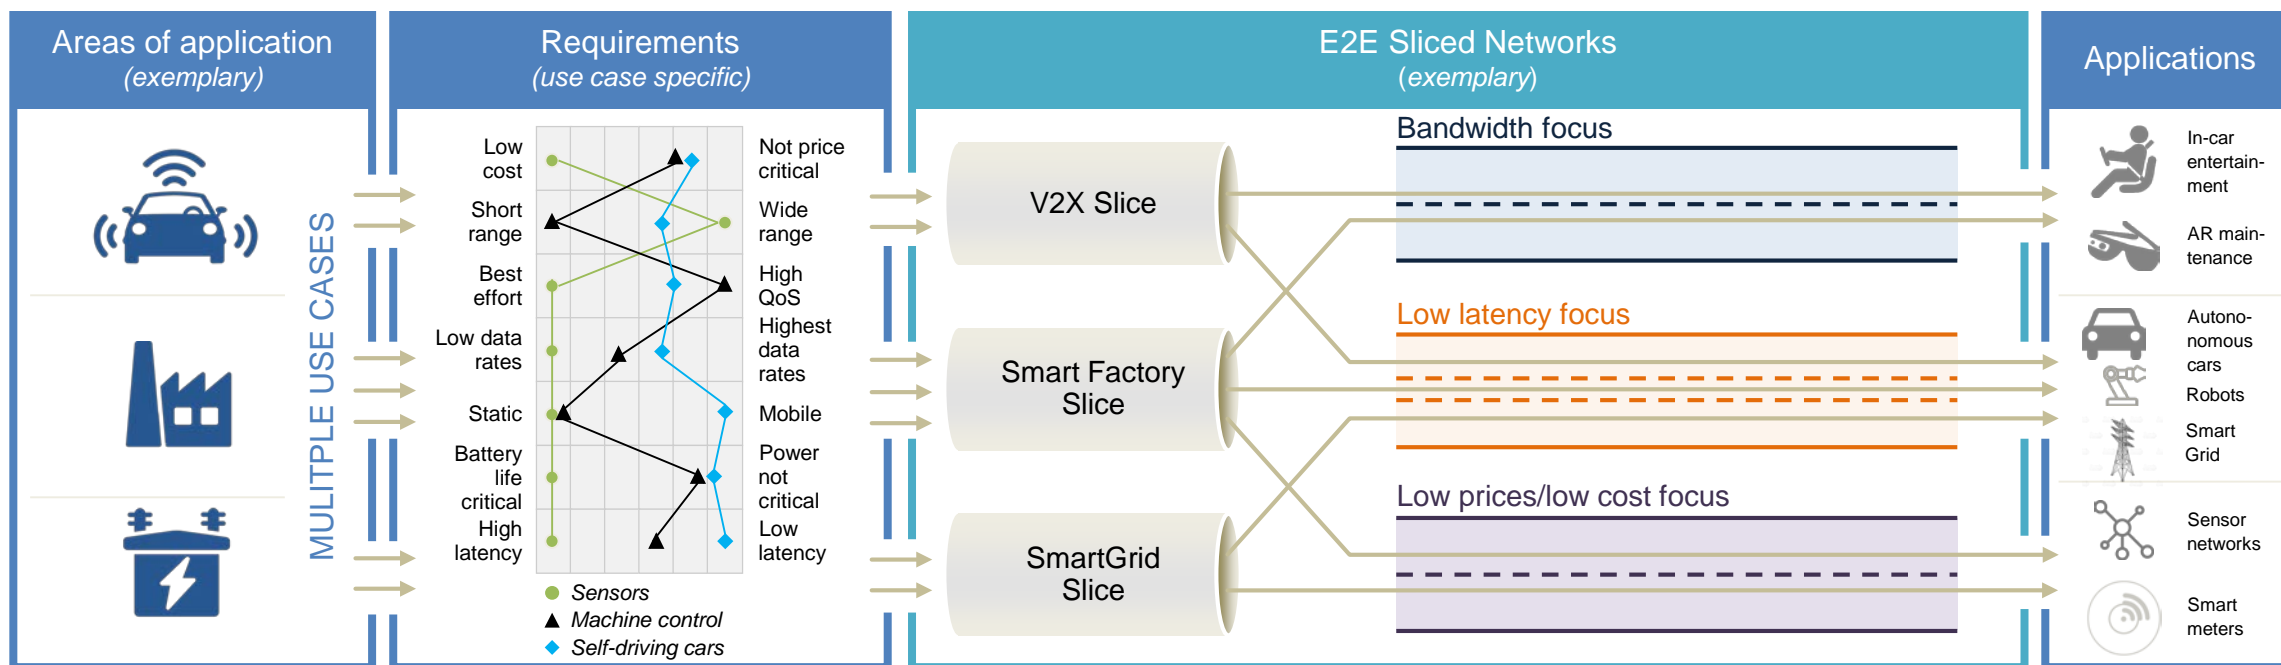 Areas of application
(exemplary)
MULITPLE USE CASES
Requirements
(use case specific)
Low
cost
Not price
critical
Short
range
Wide
range
Best
effort
High
QoS
Low data
rates
Highest
data
rates
Static
Mobile
Battery
life
critical
Power
not
critical
High
latency
Low
latency
Sensors
Machine control
Self-driving cars
E2E Sliced Networks
(exemplary)
V2X Slice
Smart Factory
Slice
SmartGrid
Slice
Bandwidth focus
Low latency focus
Low prices/low cost focus
Applications
In-car
entertain-
ment
AR main-
tenance
Autono-
nomous
cars
Robots
Smart
Grid
Sensor
networks
Smart
meters